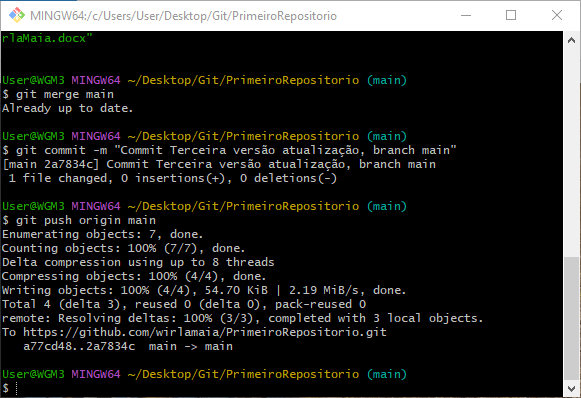 MINGW64:/c/Users/User/Desktop/Git/PrimeiroRepositorio
rlaMaia.docx"
User@WGM3 MINGW64 ~/Desktop/Git/PrimeiroRepositorio (main)
$ git merge main
Already up to date.
User@WGM3 MINGW64 ~/Desktop/Git/PrimeiroRepositorio (main)
$ git commit -m "Commit Terceira versão atualização, branch main"
[main 2a7834c] Commit Terceira versão atualização, branch main
 1 file changed, 0 insertions(+), 0 deletions(-)
User@WGM3 MINGW64 ~/Desktop/Git/PrimeiroRepositorio (main)
$ git push origin main
Enumerating objects: 7, done.
Counting objects: 100% (7/7), done.
Delta compression using up to 8 threads
Compressing objects: 100% (4/4), done.
Writing objects: 100% (4/4), 54.70 KiB | 2.19 MiB/s, done.
Total 4 (delta 3), reused 0 (delta 0), pack-reused 0
remote: Resolving deltas: 100% (3/3), completed with 3 local objects.
To https://github.com/wirlamaia/PrimeiroRepositorio.git
   a77cd48..2a7834c  main -> main
User@WGM3 MINGW64 ~/Desktop/Git/PrimeiroRepositorio (main)
$